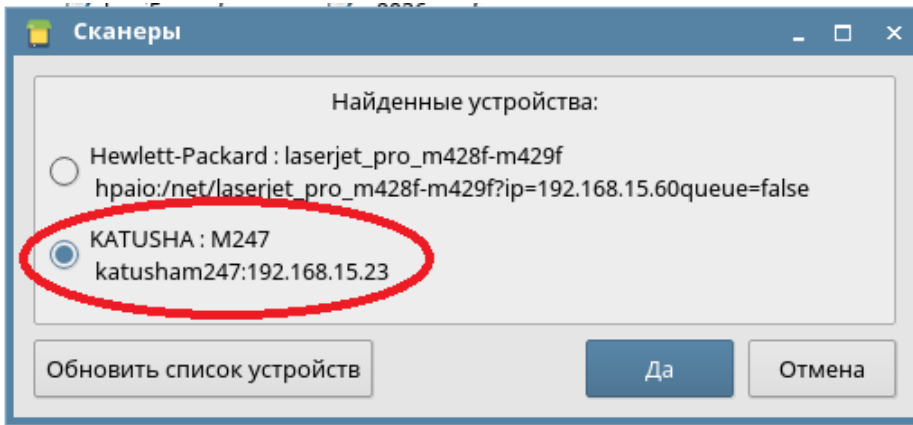 Сканеры
Найденные устройства:
Hewlett-Packard : laserjet_pro_m428f-m429f
hpaio:/net/laserjet_pro_m428f-m429f?ip=192.168.15.60queue=false
KATUSHA : M247
katusham247:192.168.15.23
Обновить список устройств
Да
Отмена